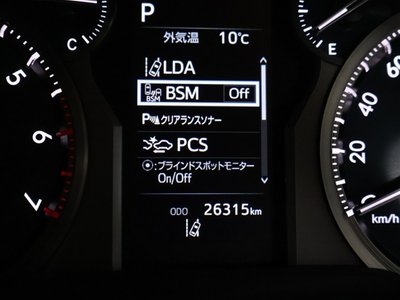 P
外気温 10℃
C
E
LDA
BSM Off
BSM
P クリアランスソナー
PCS
:ブラインドスポットモニター
On/Off
ODO 26315km
5
6
7
60
40
20
0
km/h